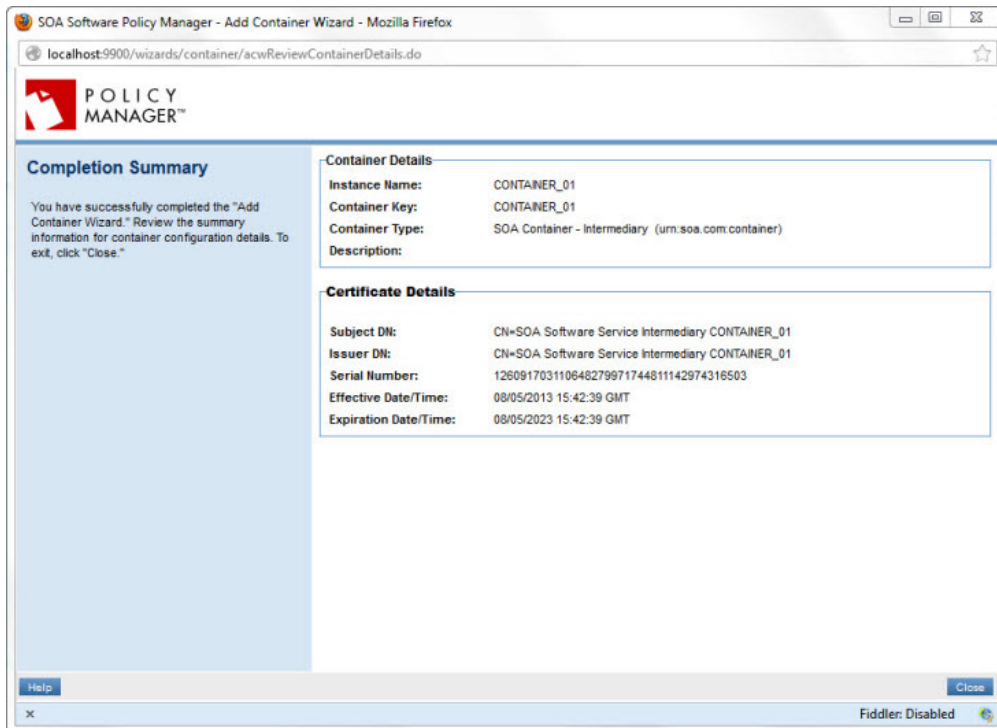 SOA Software Policy Manager - Add Container Wizard - Mozilla Firefox
localhost:9900/wizards/container/acwReviewContainerDetails.do
POLICY
MANAGER™
Completion Summary
You have successfully completed the "Add
Container Wizard." Review the summary
information for container configuration details. To
exit, click "Close."
Container Details
Instance Name: CONTAINER_01
Container Key: CONTAINER_01
Container Type: SOA Container - Intermediary (urn:soa.com:container)
Description:
Certificate Details
Subject DN: CN=SOA Software Service Intermediary CONTAINER_01
Issuer DN: CN=SOA Software Service Intermediary CONTAINER_01
Serial Number: 126091703110648279971744811142974316503
Effective Date/Time: 08/05/2013 15:42:39 GMT
Expiration Date/Time: 08/05/2023 15:42:39 GMT
Help
Close
Fiddler: Disabled